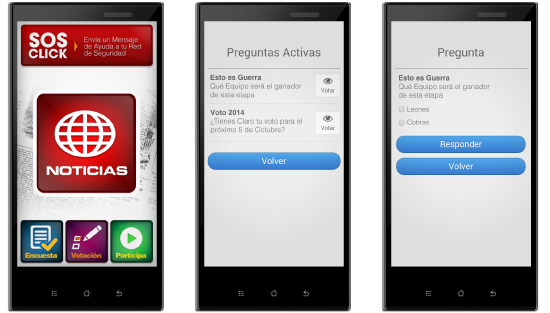 SOS
CLICK
Envía un Mensaje
de Ayuda a tu Red
de Seguridad
NOTICIAS
Encuesta
Votación
Participa
Preguntas Activas
Esto es Guerra
Qué Equipo será el ganador
de esta etapa
Votar
Voto 2014
¿Tienes Claro tu voto para el
próximo 5 de Octubre?
Votar
Volver
Pregunta
Esto es Guerra
Qué Equipo será el ganador
de esta etapa
Leones
Cobras
Responder
Volver